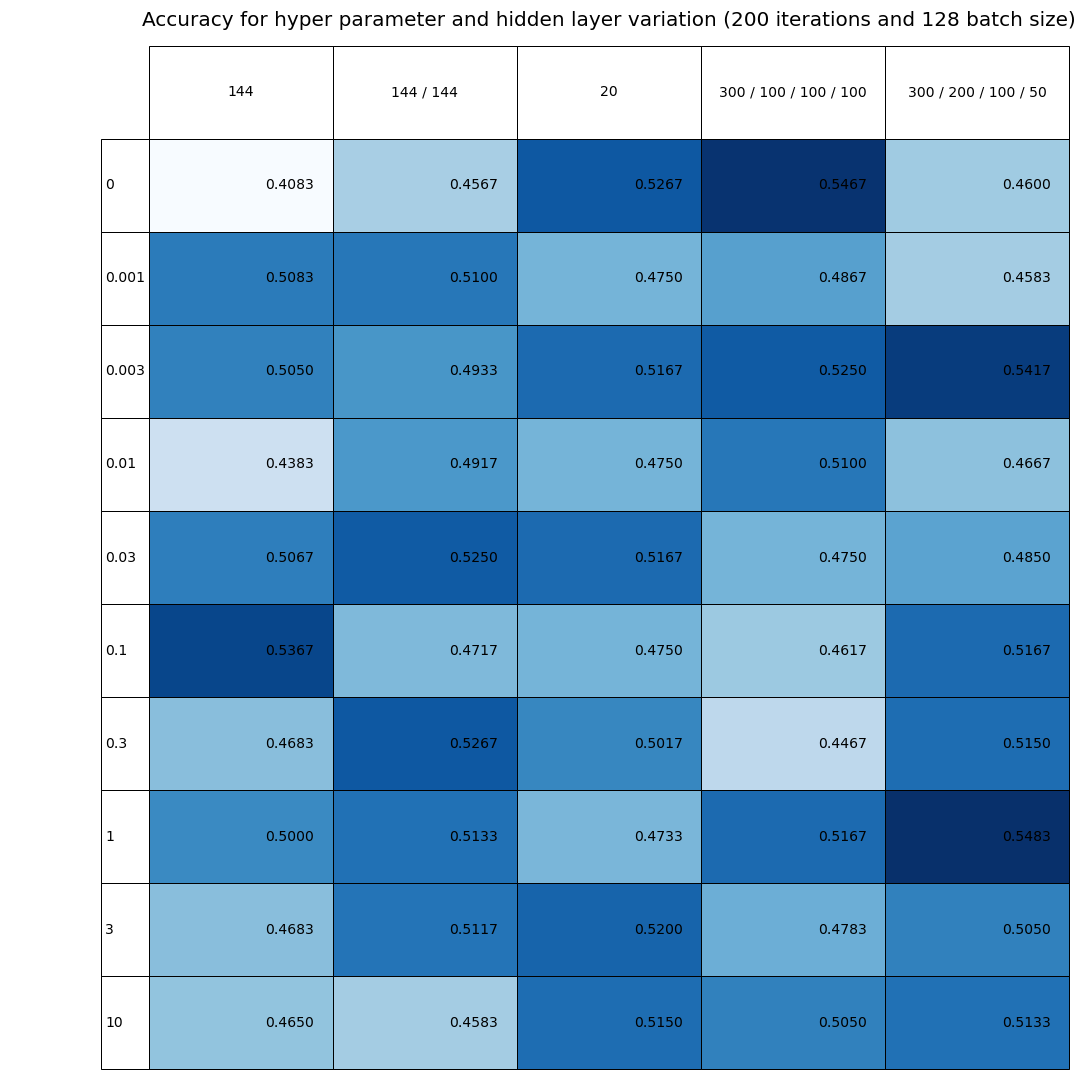 Accuracy for hyper parameter and hidden layer variation (200 iterations and 128 batch size)
144 144 / 144 20 300 / 100 / 100 / 100 300 / 200 / 100 / 50
0 0.4083 0.4567 0.5267 0.5467 0.4600
0.001 0.5083 0.5100 0.4750 0.4867 0.4583
0.003 0.5050 0.4933 0.5167 0.5250 0.5417
0.01 0.4383 0.4917 0.4750 0.5100 0.4667
0.03 0.5067 0.5250 0.5167 0.4750 0.4850
0.1 0.5367 0.4717 0.4750 0.4617 0.5167
0.3 0.4683 0.5267 0.5017 0.4467 0.5150
1 0.5000 0.5133 0.4733 0.5167 0.5483
3 0.4683 0.5117 0.5200 0.4783 0.5050
10 0.4650 0.4583 0.5150 0.5050 0.5133